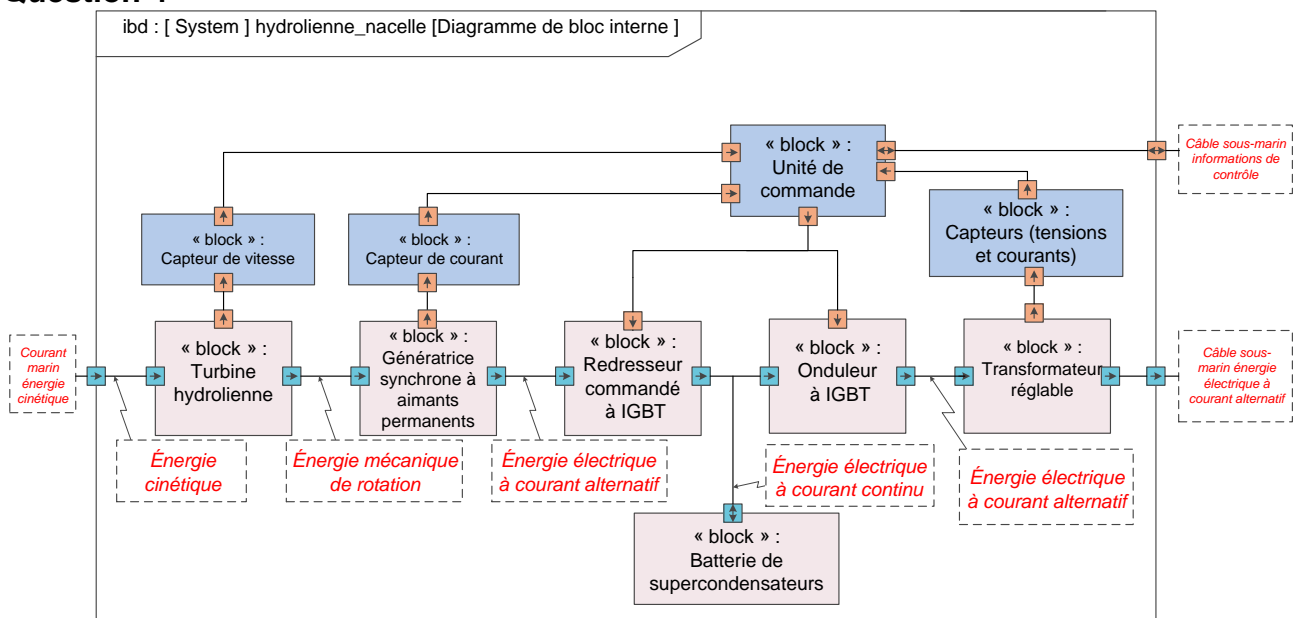 ibd : [ System ] hydrolienne_nacelle [Diagramme de bloc interne ]
« block » :
Unité de
commande
Câble sous-marin
informations de
contrôle
« block » :
Capteur de vitesse
« block » :
Capteur de courant
« block » :
Capteurs (tensions
et courants)
Courant
marin
énergie
cinétique
« block » :
Turbine
hydrolienne
« block » :
Génératrice
synchrone à
aimants
permanents
« block » :
Redresseur
commandé
à IGBT
« block » :
Onduleur
à IGBT
« block » :
Transformateur
réglable
Câble sous-
marin énergie
électrique à
courant alternatif
Énergie
cinétique
Énergie mécanique
de rotation
Énergie électrique
à courant alternatif
Énergie électrique
à courant continu
Énergie électrique
à courant alternatif
« block » :
Batterie de
supercondensateurs